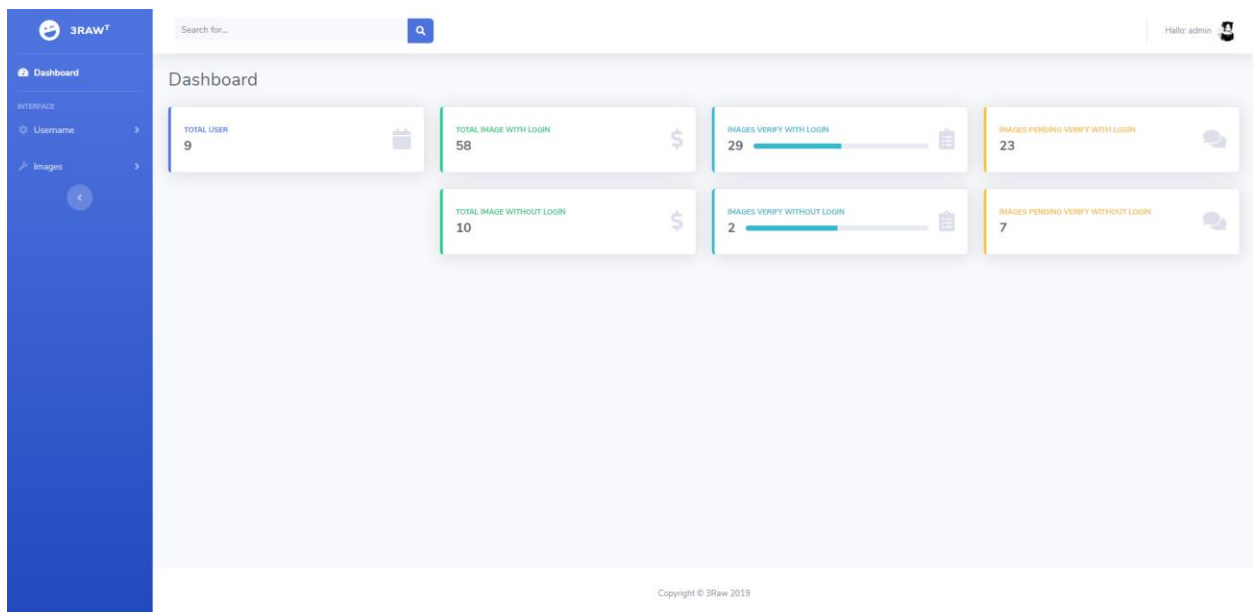 3RAWᵀ
Search for...
Hallo: admin
Dashboard
INTERFACE
Username
Images
Dashboard
TOTAL USER
9
TOTAL IMAGE WITH LOGIN
58
IMAGES VERIFY WITH LOGIN
29
IMAGES PENDING VERIFY WITH LOGIN
23
TOTAL IMAGE WITHOUT LOGIN
10
IMAGES VERIFY WITHOUT LOGIN
2
IMAGES PENDING VERIFY WITHOUT LOGIN
7
Copyright © 3Raw 2019